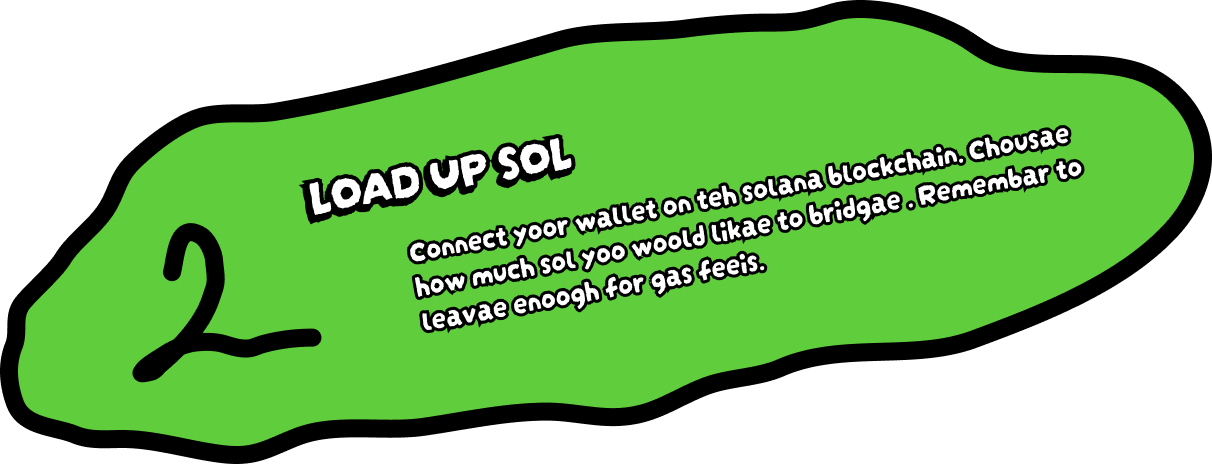 2
LOAD UP SOL
Connect yoor wallet on teh solana blockchain. Chousae
how much sol yoo woold likae to bridgae . Remembar to
leavae enoogh for gas feeis.